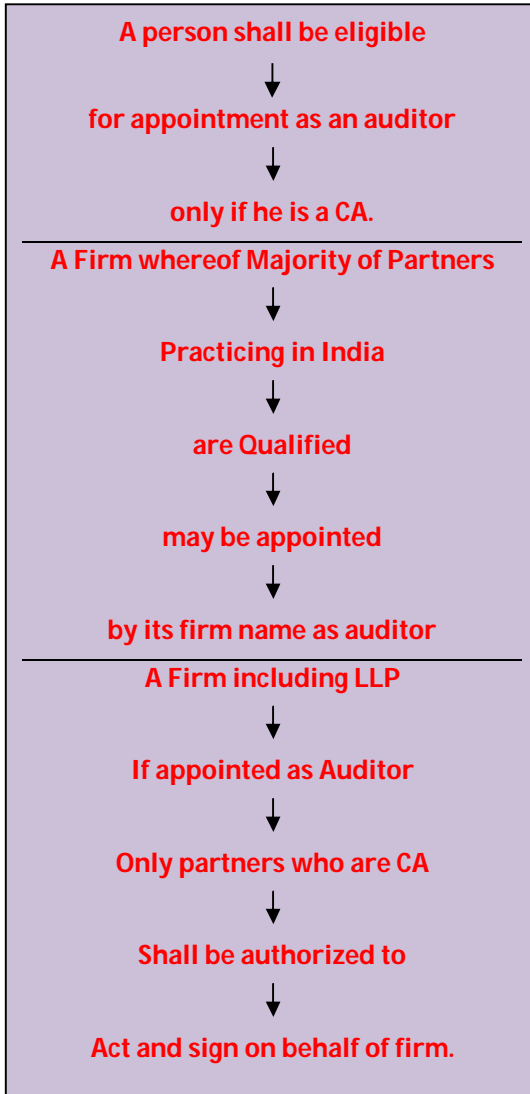 A person shall be eligible
for appointment as an auditor
only if he is a CA.
A Firm whereof Majority of Partners
Practicing in India
are Qualified
may be appointed
by its firm name as auditor
A Firm including LLP
If appointed as Auditor
Only partners who are CA
Shall be authorized to
Act and sign on behalf of firm.